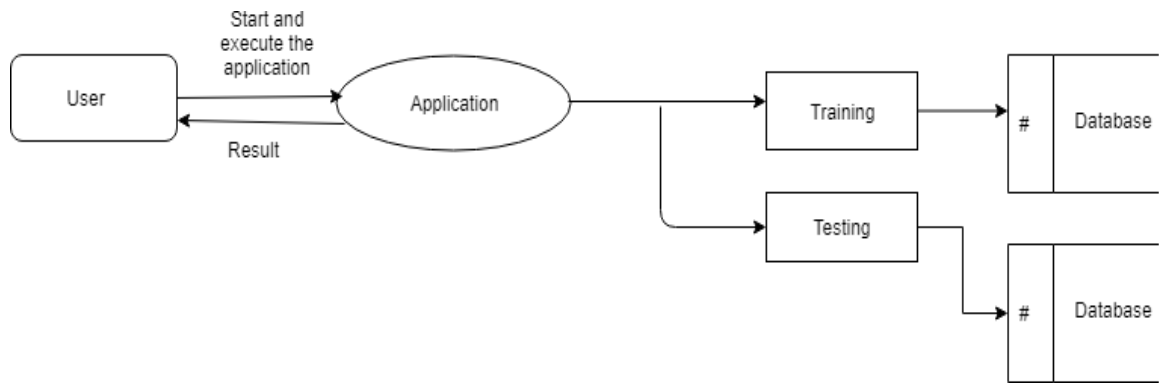 Start and
execute the
application
User
Application
Result
Training
# Database
Testing
# Database